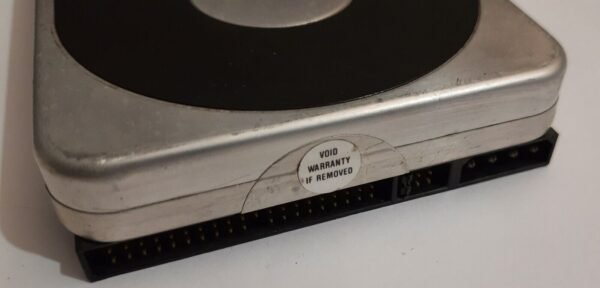 VOID
WARRANTY
IF REMOVED